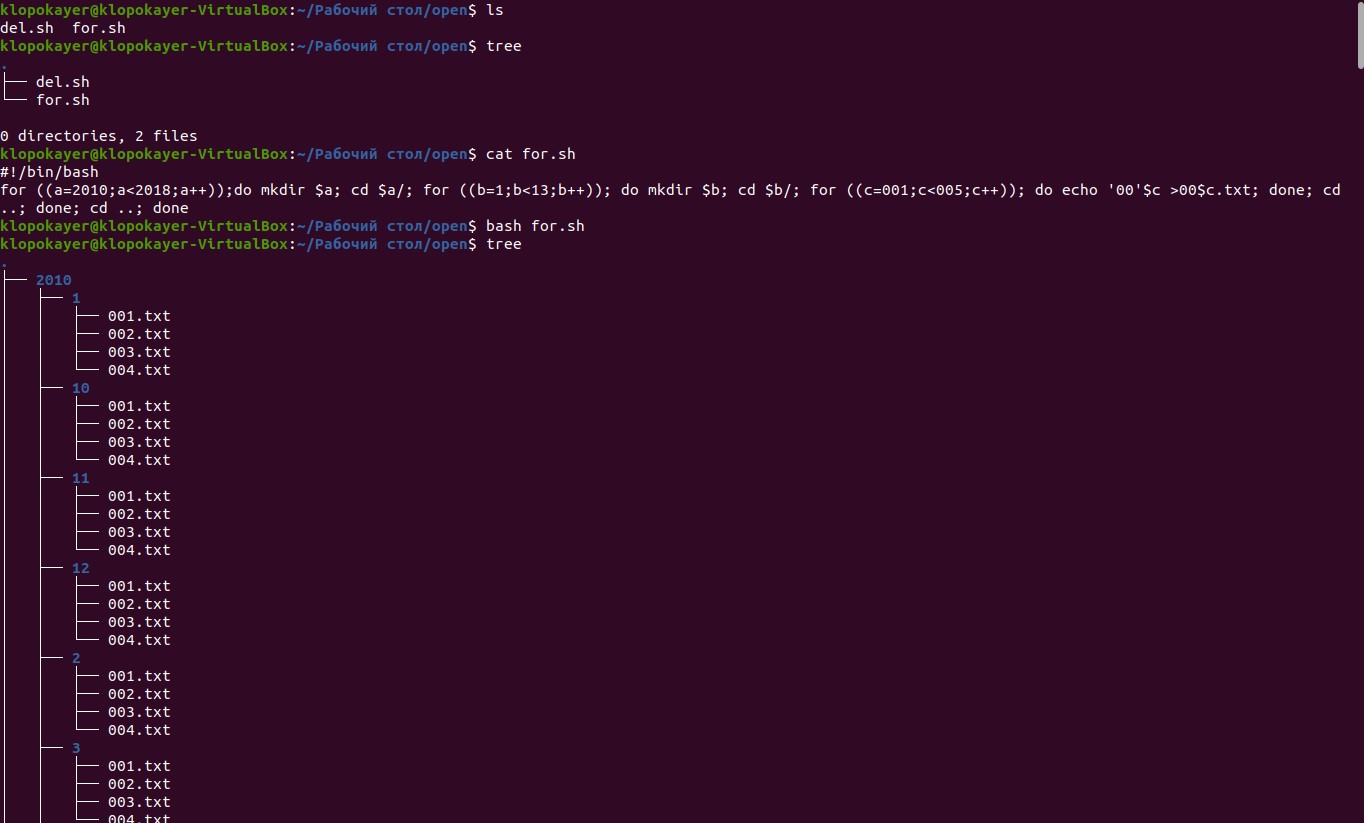 klopokayer@klopokayer-VirtualBox:~/Рабочий стол/open$ ls
del.sh  for.sh
klopokayer@klopokayer-VirtualBox:~/Рабочий стол/open$ tree
.
├── del.sh
└── for.sh
0 directories, 2 files
klopokayer@klopokayer-VirtualBox:~/Рабочий стол/open$ cat for.sh
#!/bin/bash
for ((a=2010;a<2018;a++));do mkdir $a; cd $a/; for ((b=1;b<13;b++)); do mkdir $b; cd $b/; for ((c=001;c<005;c++)); do echo '00'$c >00$c.txt; done; cd
..; done; cd ..; done
klopokayer@klopokayer-VirtualBox:~/Рабочий стол/open$ bash for.sh
klopokayer@klopokayer-VirtualBox:~/Рабочий стол/open$ tree
.
├── 2010
│   ├── 1
│   │   ├── 001.txt
│   │   ├── 002.txt
│   │   ├── 003.txt
│   │   └── 004.txt
│   ├── 10
│   │   ├── 001.txt
│   │   ├── 002.txt
│   │   ├── 003.txt
│   │   └── 004.txt
│   ├── 11
│   │   ├── 001.txt
│   │   ├── 002.txt
│   │   ├── 003.txt
│   │   └── 004.txt
│   ├── 12
│   │   ├── 001.txt
│   │   ├── 002.txt
│   │   ├── 003.txt
│   │   └── 004.txt
│   ├── 2
│   │   ├── 001.txt
│   │   ├── 002.txt
│   │   ├── 003.txt
│   │   └── 004.txt
│   ├── 3
│   │   ├── 001.txt
│   │   ├── 002.txt
│   │   ├── 003.txt
│   │   └── 004.txt